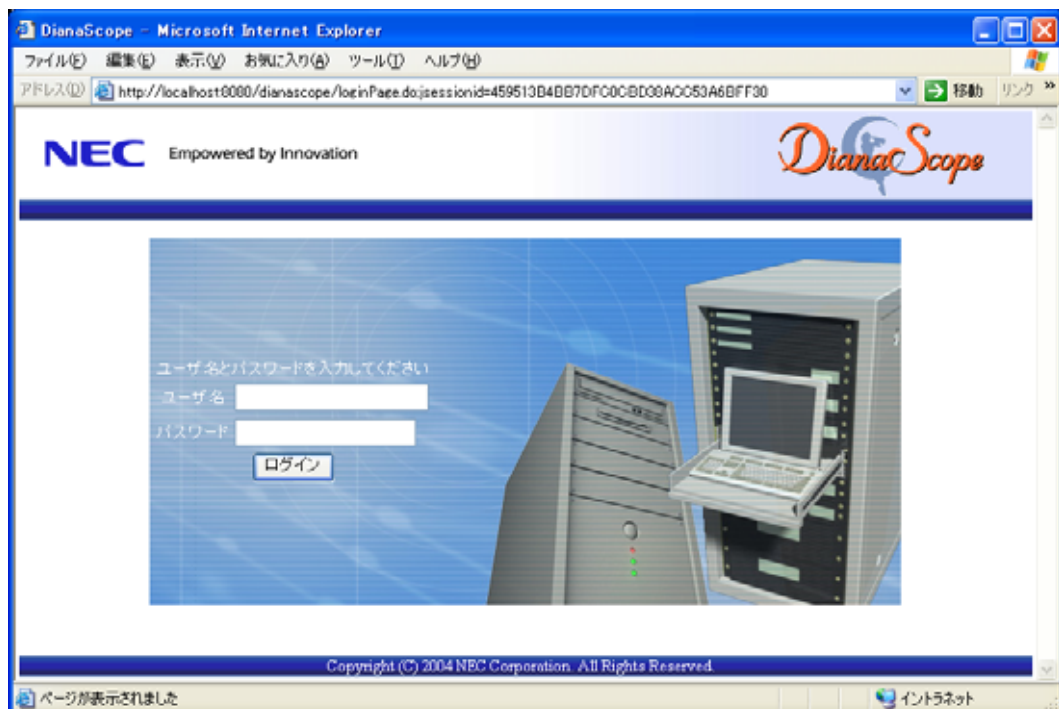 DianaScope - Microsoft Internet Explorer
ファイル(F) 編集(E) 表示(V) お気に入り(A) ツール(T) ヘルプ(H)
アドレス(D) http://localhost:8080/dianascope/loginPage.do;jsessionid=459513B4BB7DFC0CBD38ACC53A6BFF30 移動 リンク »
NEC Empowered by Innovation DianaScope
ユーザ名とパスワードを入力してください
ユーザ名
パスワード
ログイン
Copyright (C) 2004 NEC Corporation. All Rights Reserved.
ページが表示されました イントラネット